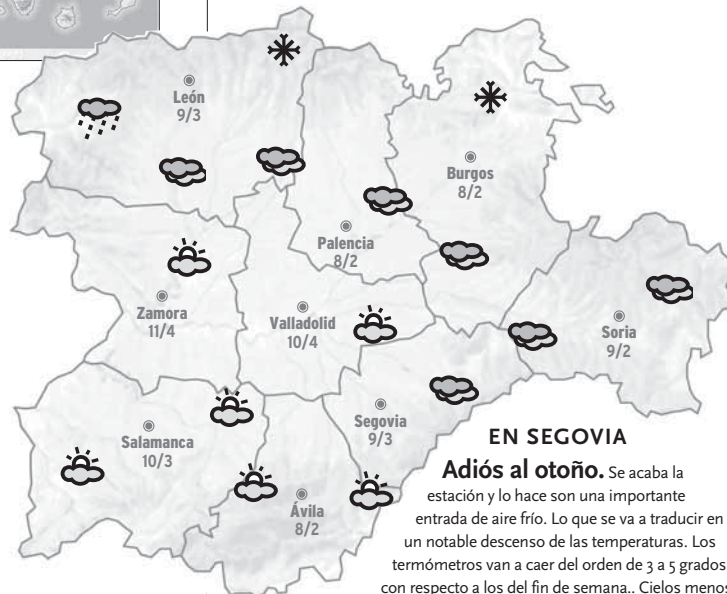 León
9/3
Burgos
8/2
Palencia
8/2
Zamora
11/4
Valladolid
10/4
Soria
9/2
Segovia
9/3
Salamanca
10/3
Ávila
8/2
EN SEGOVIA
Adiós al otoño. Se acaba la
estación y lo hace son una importante
entrada de aire frío. Lo que se va a traducir en
un notable descenso de las temperaturas. Los
termómetros van a caer del orden de 3 a 5 grados
con respecto a los del fin de semana.. Cielos menos